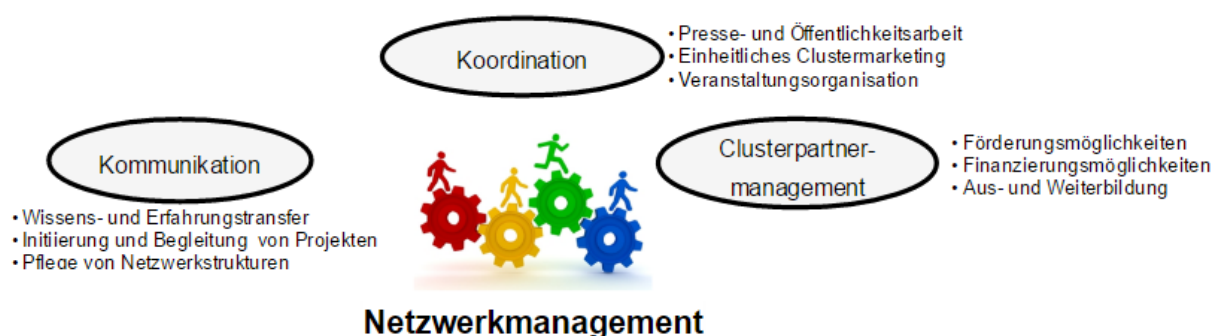 Koordination
• Presse- und Öffentlichkeitsarbeit
• Einheitliches Clustermarketing
• Veranstaltungsorganisation
Kommunikation
• Wissens- und Erfahrungstransfer
• Initiierung und Begleitung von Projekten
• Pflege von Netzwerkstrukturen
Clusterpartner-
management
• Förderungsmöglichkeiten
• Finanzierungsmöglichkeiten
• Aus- und Weiterbildung
Netzwerkmanagement